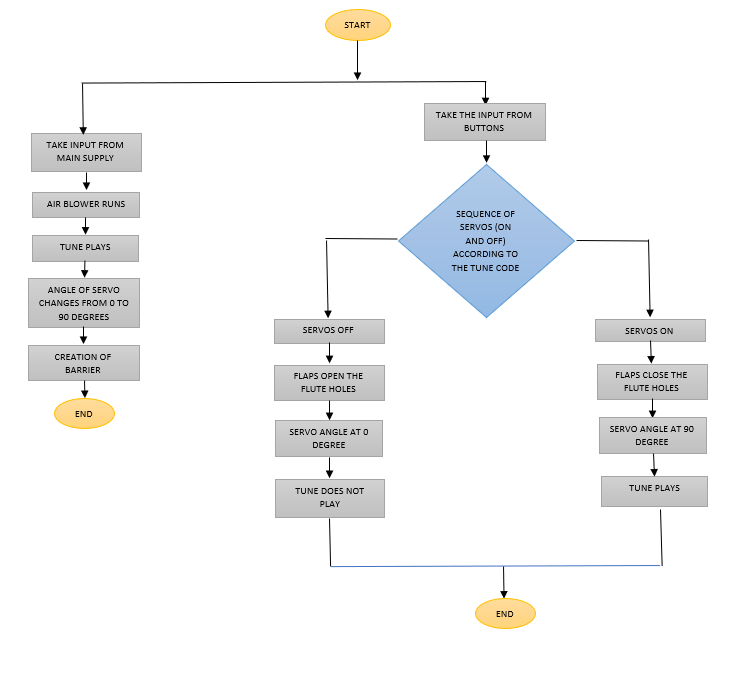 START
TAKE INPUT FROM
MAIN SUPPLY
AIR BLOWER RUNS
TUNE PLAYS
ANGLE OF SERVO
CHANGES FROM 0 TO
90 DEGREES
CREATION OF
BARRIER
END
TAKE THE INPUT FROM
BUTTONS
SEQUENCE OF
SERVOS (ON
AND OFF)
ACCORDING TO
THE TUNE CODE
SERVOS OFF
FLAPS OPEN THE
FLUTE HOLES
SERVO ANGLE AT 0
DEGREE
TUNE DOES NOT
PLAY
SERVOS ON
FLAPS CLOSE THE
FLUTE HOLES
SERVO ANGLE AT 90
DEGREE
TUNE PLAYS
END